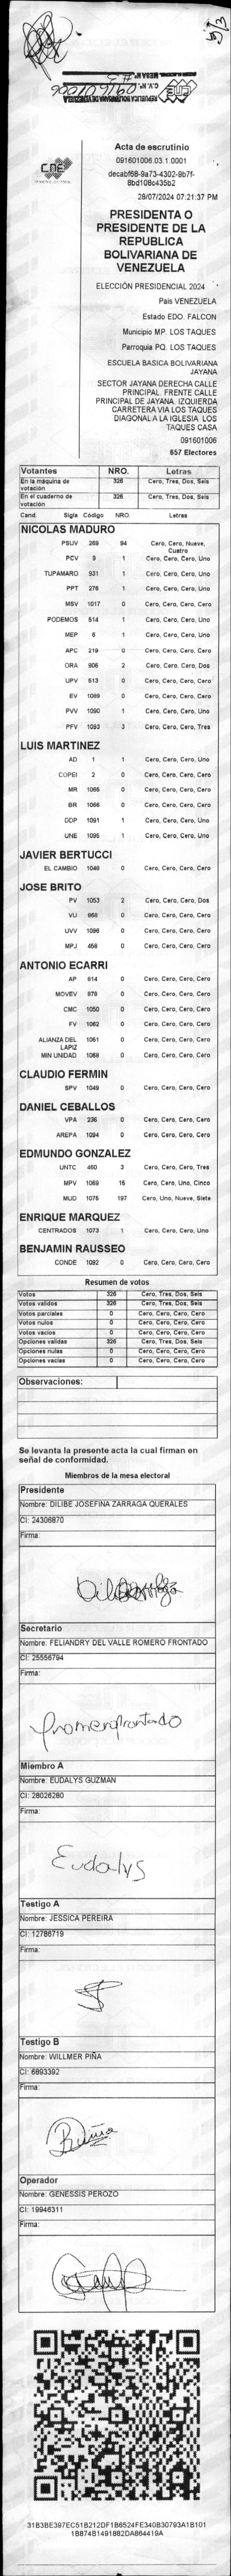 5/3
CNE
REPÚBLICA BOLIVARIANA DE VENEZUELA
C.V. Nº 091601006
MESA Nº # 3
CNE
Acta de escrutinio
091601006.03.1.0001
decabf68-9a73-4302-9b7f-
8bd108c435b2
28/07/2024 07:21:37 PM
PRESIDENTA O
PRESIDENTE DE LA
REPUBLICA
BOLIVARIANA DE
VENEZUELA
ELECCIÓN PRESIDENCIAL 2024
País VENEZUELA
Estado EDO. FALCON
Municipio MP. LOS TAQUES
Parroquia PQ. LOS TAQUES
ESCUELA BASICA BOLIVARIANA
JAYANA
SECTOR JAYANA DERECHA CALLE
PRINCIPAL. FRENTE CALLE
PRINCIPAL DE JAYANA. IZQUIERDA
CARRETERA VIA LOS TAQUES
DIAGONAL A LA IGLESIA LOS
TAQUES CASA
091601006
657 Electores
Votantes NRO. Letras
En la máquina de votación 326 Cero, Tres, Dos, Seis
En el cuaderno de votación 326 Cero, Tres, Dos, Seis
Cand. Sigla Código NRO. Letras
NICOLAS MADURO
PSUV 269 94 Cero, Cero, Nueve, Cuatro
PCV 9 1 Cero, Cero, Cero, Uno
TUPAMARO 931 1 Cero, Cero, Cero, Uno
PPT 276 1 Cero, Cero, Cero, Uno
MSV 1017 0 Cero, Cero, Cero, Cero
PODEMOS 514 1 Cero, Cero, Cero, Uno
MEP 6 1 Cero, Cero, Cero, Uno
APC 219 0 Cero, Cero, Cero, Cero
ORA 906 2 Cero, Cero, Cero, Dos
UPV 513 0 Cero, Cero, Cero, Cero
EV 1089 0 Cero, Cero, Cero, Cero
PVV 1090 1 Cero, Cero, Cero, Uno
PFV 1093 3 Cero, Cero, Cero, Tres
LUIS MARTINEZ
AD 1 1 Cero, Cero, Cero, Uno
COPEI 2 0 Cero, Cero, Cero, Cero
MR 1065 0 Cero, Cero, Cero, Cero
BR 1066 0 Cero, Cero, Cero, Cero
DDP 1091 1 Cero, Cero, Cero, Uno
UNE 1095 1 Cero, Cero, Cero, Uno
JAVIER BERTUCCI
EL CAMBIO 1048 0 Cero, Cero, Cero, Cero
JOSE BRITO
PV 1053 2 Cero, Cero, Cero, Dos
VU 868 0 Cero, Cero, Cero, Cero
UVV 1096 0 Cero, Cero, Cero, Cero
MPJ 458 0 Cero, Cero, Cero, Cero
ANTONIO ECARRI
AP 814 0 Cero, Cero, Cero, Cero
MOVEV 878 0 Cero, Cero, Cero, Cero
CMC 1050 0 Cero, Cero, Cero, Cero
FV 1062 0 Cero, Cero, Cero, Cero
ALIANZA DEL LAPIZ 1061 0 Cero, Cero, Cero, Cero
MIN UNIDAD 1068 0 Cero, Cero, Cero, Cero
CLAUDIO FERMIN
SPV 1049 0 Cero, Cero, Cero, Cero
DANIEL CEBALLOS
VPA 236 0 Cero, Cero, Cero, Cero
AREPA 1094 0 Cero, Cero, Cero, Cero
EDMUNDO GONZALEZ
UNTC 460 3 Cero, Cero, Cero, Tres
MPV 1069 15 Cero, Cero, Uno, Cinco
MUD 1075 197 Cero, Uno, Nueve, Siete
ENRIQUE MARQUEZ
CENTRADOS 1073 1 Cero, Cero, Cero, Uno
BENJAMIN RAUSSEO
CONDE 1092 0 Cero, Cero, Cero, Cero
Resumen de votos
Votos 326 Cero, Tres, Dos, Seis
Votos validos 326 Cero, Tres, Dos, Seis
Votos parciales 0 Cero, Cero, Cero, Cero
Votos nulos 0 Cero, Cero, Cero, Cero
Votos vacios 0 Cero, Cero, Cero, Cero
Opciones validas 326 Cero, Tres, Dos, Seis
Opciones nulas 0 Cero, Cero, Cero, Cero
Opciones vacias 0 Cero, Cero, Cero, Cero
Observaciones:
Se levanta la presente acta la cual firman en
señal de conformidad.
Miembros de la mesa electoral
Presidente
Nombre: DILIBE JOSEFINA ZARRAGA QUERALES
CI: 24306870
Firma:
Secretario
Nombre: FELIANDRY DEL VALLE ROMERO FRONTADO
CI: 25556794
Firma:
Miembro A
Nombre: EUDALYS GUZMAN
CI: 28026280
Firma:
Eudalys
Testigo A
Nombre: JESSICA PEREIRA
CI: 12786719
Firma:
Testigo B
Nombre: WILLMER PIÑA
CI: 6893392
Firma:
Operador
Nombre: GENESSIS PEROZO
CI: 19946311
Firma:
31B3BE397EC51B212DF1B6524FE340B30793A1B101
1B874B1491882DA864419A